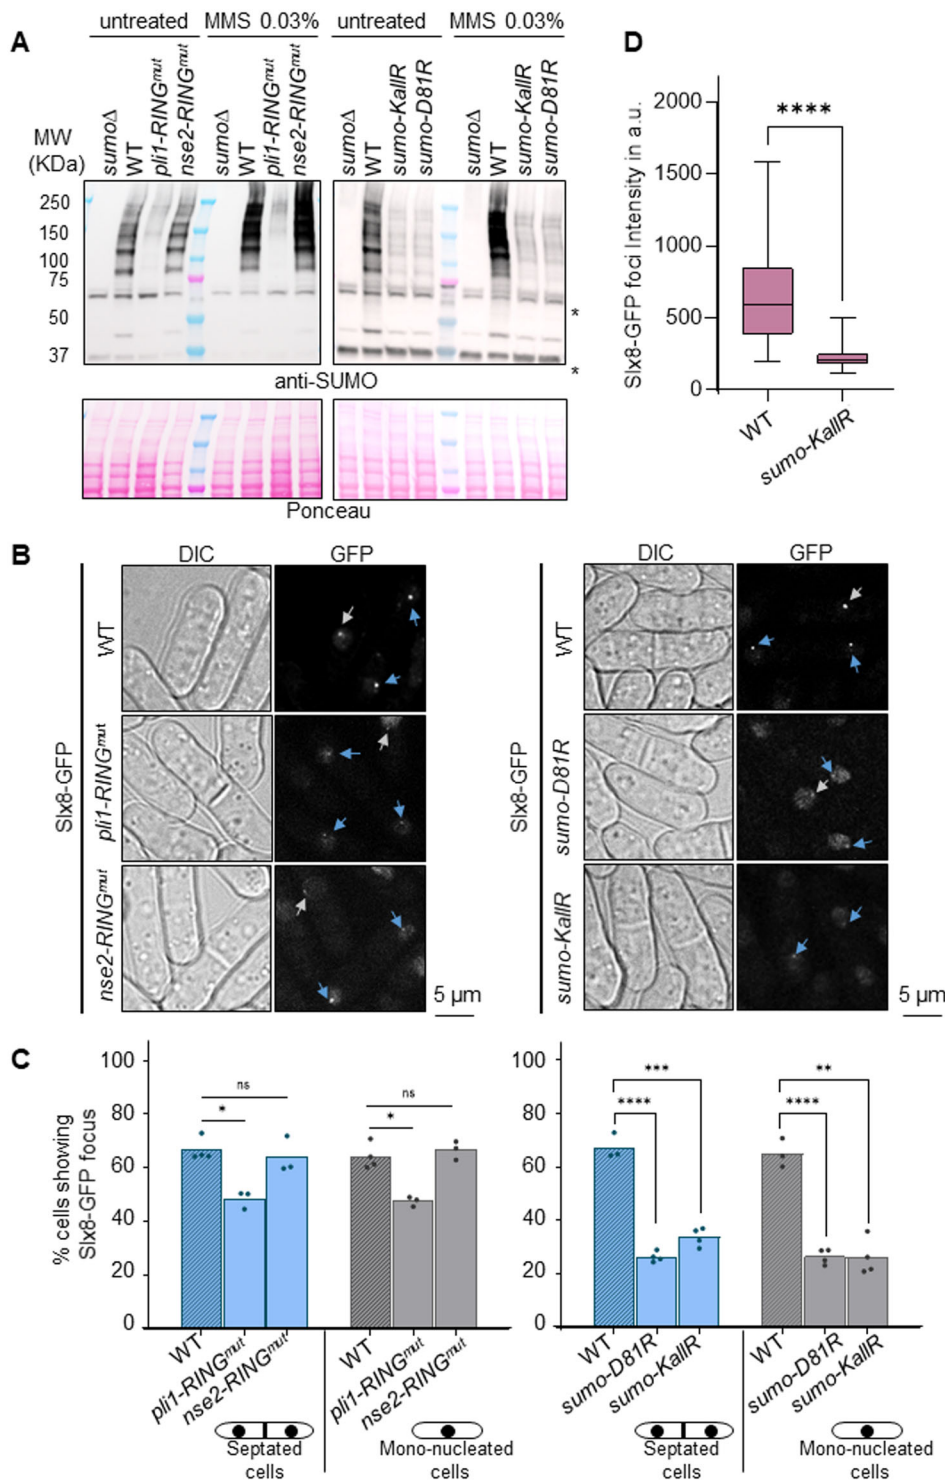 A
untreated MMS 0.03% untreated MMS 0.03%
MW
(KDa)
sumoΔ
WT
pli1-RINGmut
nse2-RINGmut
sumoΔ
WT
pli1-RINGmut
nse2-RINGmut
sumoΔ
WT
sumo-KallR
sumo-D81R
sumoΔ
WT
sumo-KallR
sumo-D81R
250
150
100
75
50
37
*
*
anti-SUMO
Ponceau
D
Slx8-GFP foci Intensity in a.u.
2000
1500
1000
500
0
****
WT
sumo-KallR
B
DIC GFP
Slx8-GFP
WT
pli1-RINGmut
nse2-RINGmut
5 µm
DIC GFP
Slx8-GFP
WT
sumo-D81R
sumo-KallR
5 µm
C
% cells showing
Slx8-GFP focus
100
80
60
40
20
0
ns
*
ns
*
WT
pli1-RINGmut
nse2-RINGmut
WT
pli1-RINGmut
nse2-RINGmut
Septated
cells
Mono-nucleated
cells
100
80
60
40
20
0
***
****
**
****
WT
sumo-D81R
sumo-KallR
WT
sumo-D81R
sumo-KallR
Septated
cells
Mono-nucleated
cells